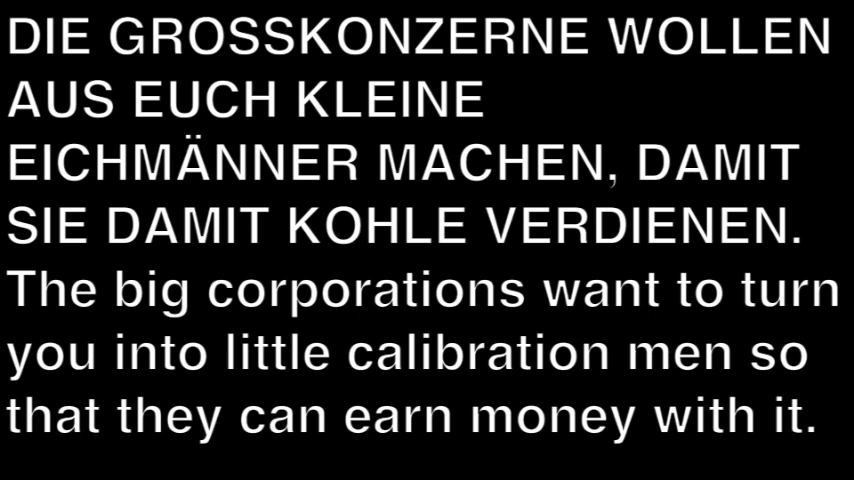 DIE GROSSKONZERNE WOLLEN
AUS EUCH KLEINE
EICHMÄNNER MACHEN, DAMIT
SIE DAMIT KOHLE VERDIENEN.
The big corporations want to turn
you into little calibration men so
that they can earn money with it.